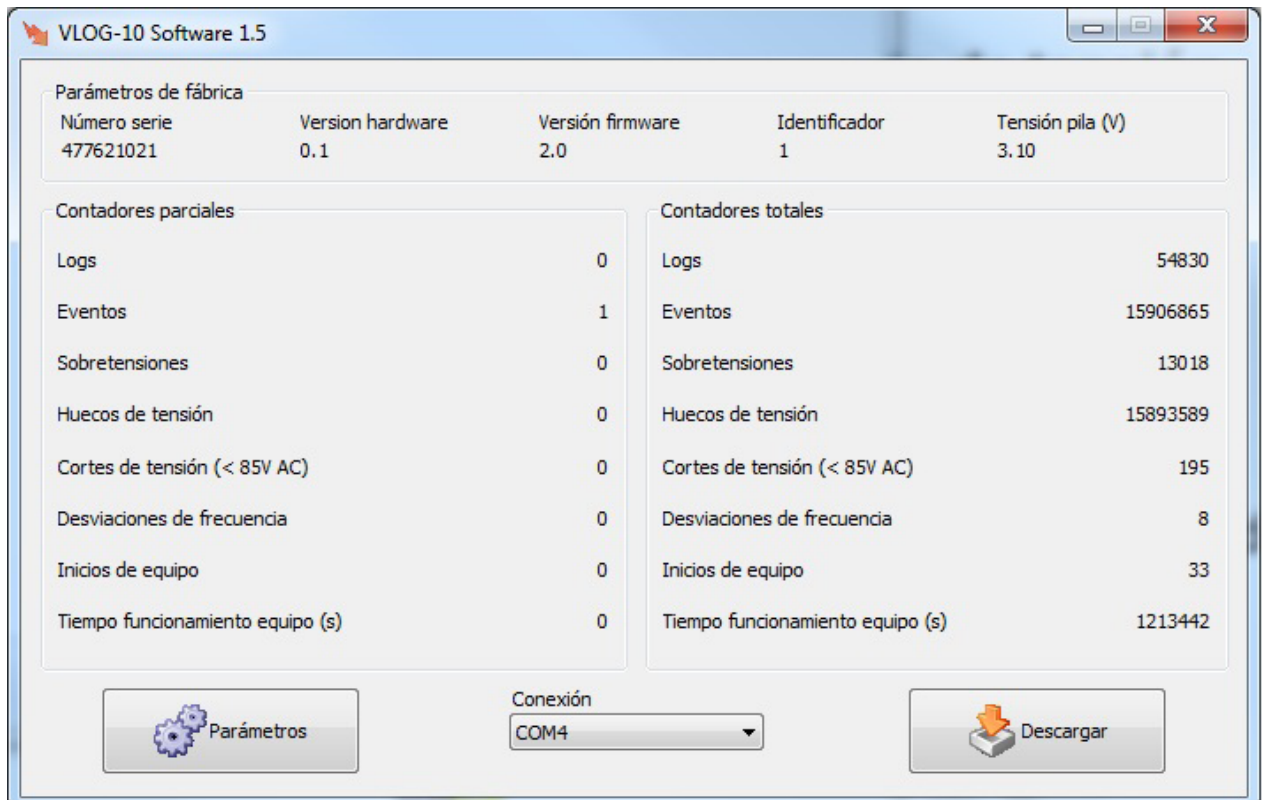 VLOG-10 Software 1.5
Parámetros de fábrica
Número serie Version hardware Versión firmware Identificador Tensión pila (V)
477621021 0.1 2.0 1 3.10
Contadores parciales
Logs 0
Eventos 1
Sobretensiones 0
Huecos de tensión 0
Cortes de tensión (< 85V AC) 0
Desviaciones de frecuencia 0
Inicios de equipo 0
Tiempo funcionamiento equipo (s) 0
Contadores totales
Logs 54830
Eventos 15906865
Sobretensiones 13018
Huecos de tensión 15893589
Cortes de tensión (< 85V AC) 195
Desviaciones de frecuencia 8
Inicios de equipo 33
Tiempo funcionamiento equipo (s) 1213442
Parámetros
Conexión
COM4
Descargar